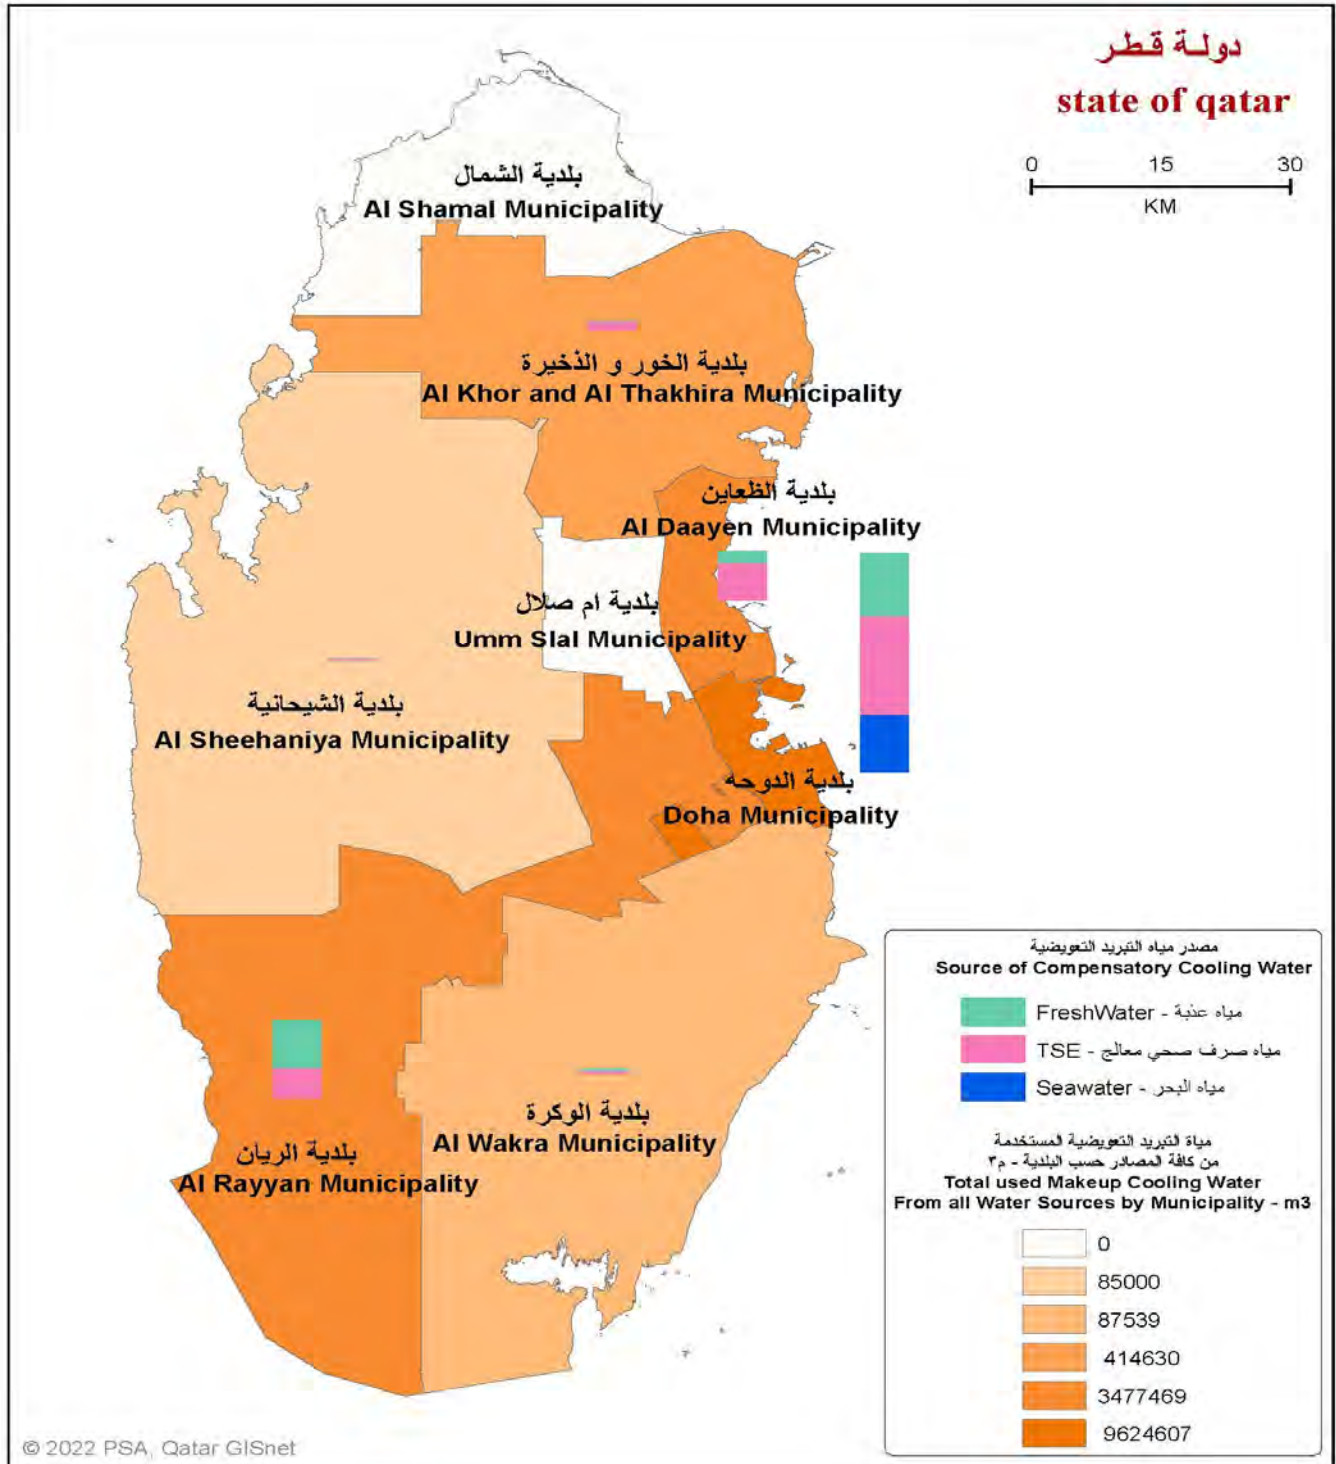 دولـة قـطـر
state of qatar
0 15 30
KM
بلدية الشمال
Al Shamal Municipality
بلدية الخور و الذخيرة
Al Khor and Al Thakhira Municipality
بلدية الظعاين
Al Daayen Municipality
بلدية ام صلال
Umm Slal Municipality
بلدية الشيحانية
Al Sheehaniya Municipality
بلدية الدوحه
Doha Municipality
بلدية الوكرة
Al Wakra Municipality
بلدية الريان
Al Rayyan Municipality
مصدر مياه التبريد التعويضية
Source of Compensatory Cooling Water
FreshWater - مياه عذبة
TSE - مياه صرف صحي معالج
Seawater - مياه البحر
مياة التبريد التعويضية المستخدمة
من كافة المصادر حسب البلدية - م٣
Total used Makeup Cooling Water
From all Water Sources by Municipality - m3
0
85000
87539
414630
3477469
9624607
© 2022 PSA, Qatar GISnet